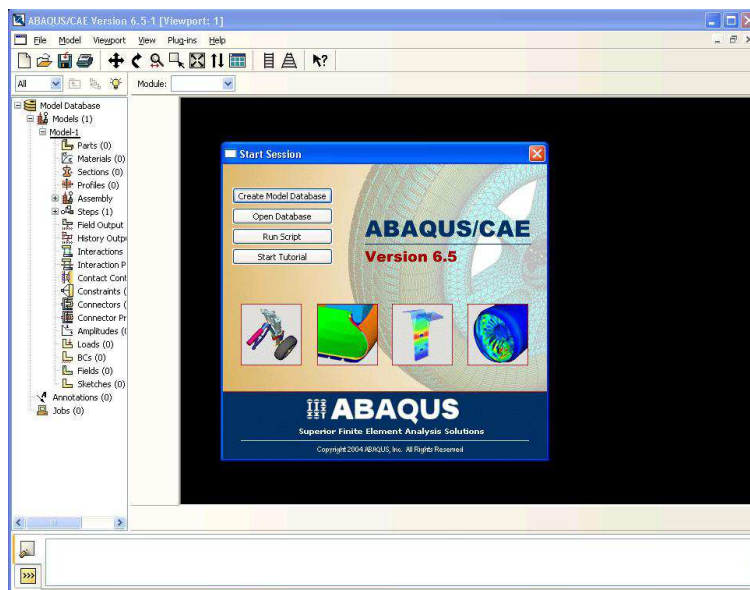 ABAQUS/CAE Version 6.5-1 [Viewport: 1]
File Model Viewport View Plug-ins Help
All
Module:
Model Database
Models (1)
Model-1
Parts (0)
Materials (0)
Sections (0)
Profiles (0)
Assembly
Steps (1)
Field Output
History Outp
Interactions
Interaction P
Contact Cont
Constraints (
Connectors (
Connector Pr
Amplitudes (0
Loads (0)
BCs (0)
Fields (0)
Sketches (0)
Annotations (0)
Jobs (0)
Start Session
Create Model Database
Open Database
Run Script
Start Tutorial
ABAQUS/CAE
Version 6.5
ABAQUS
Superior Finite Element Analysis Solutions
Copyright 2004 ABAQUS, Inc. All Rights Reserved
>>>